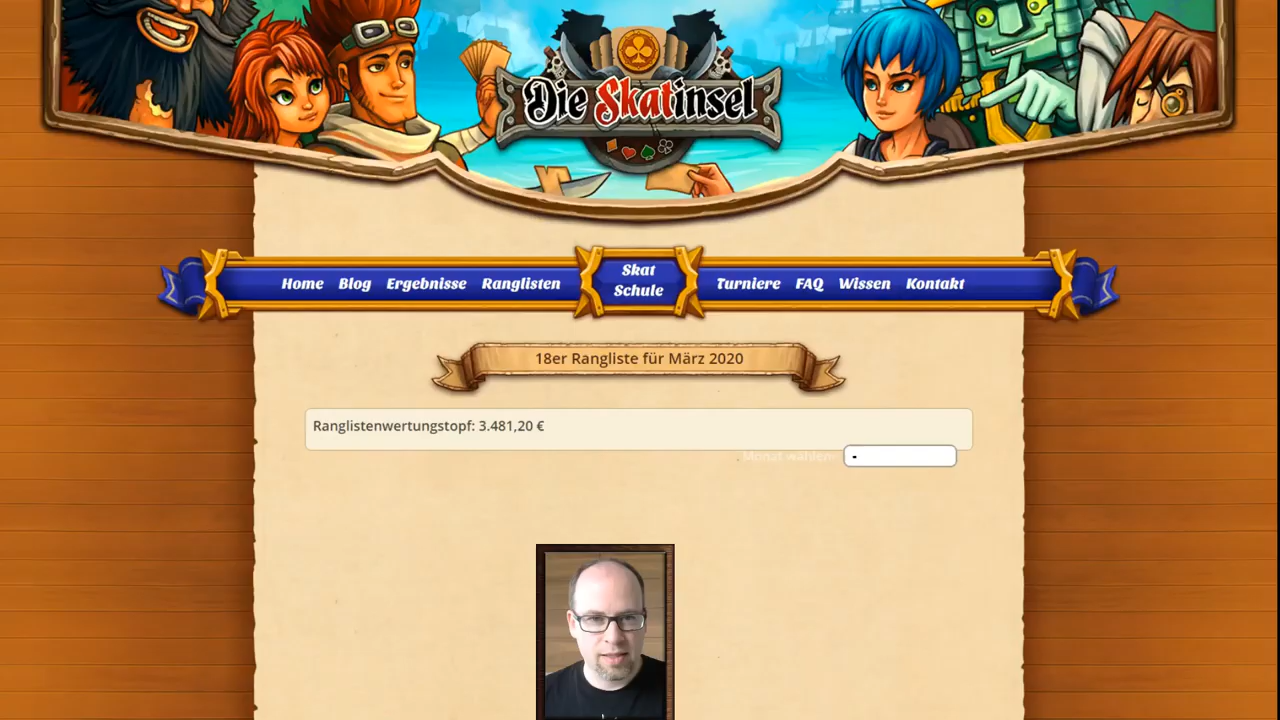 Die Skatinsel
Home Blog Ergebnisse Ranglisten Skat Schule Turniere FAQ Wissen Kontakt
18er Rangliste für März 2020
Ranglistenwertungstopf: 3.481,20 €
Monat wählen: -